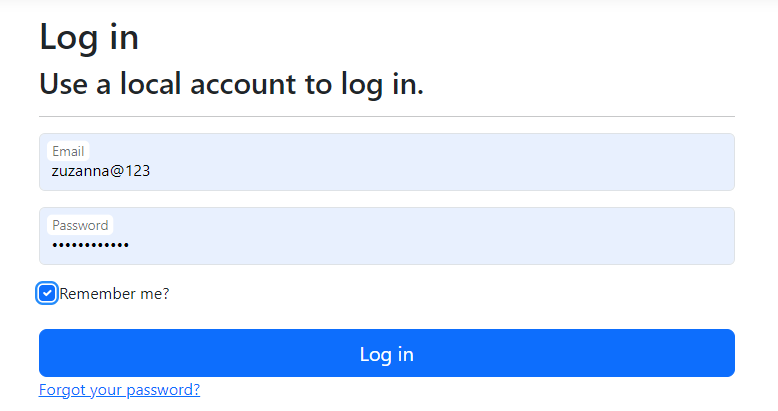 Log in
Use a local account to log in.
Email
zuzanna@123
Password
••••••••••••
Remember me?
Log in
Forgot your password?